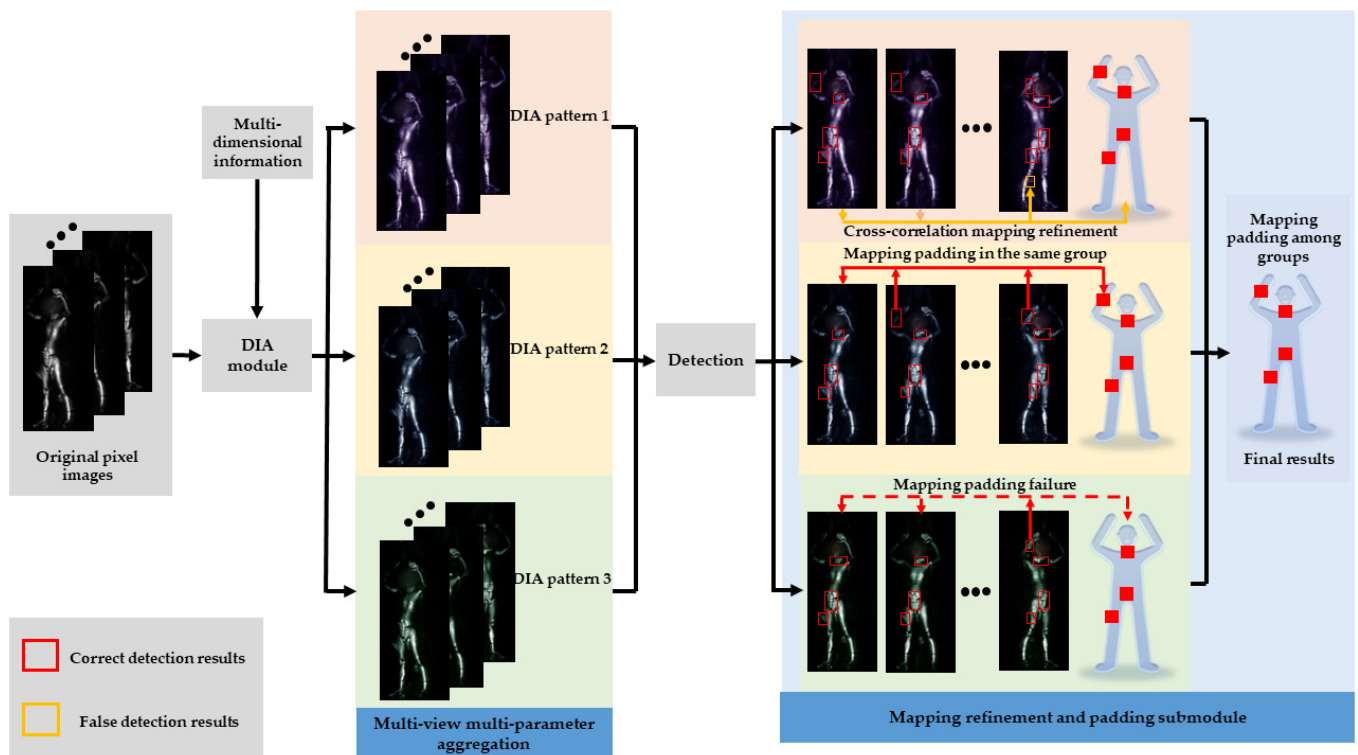 Multi-
dimensional
information
DIA
module
Original pixel
images
Correct detection results
False detection results
DIA pattern 1
DIA pattern 2
DIA pattern 3
Multi-view multi-parameter
aggregation
Detection
Cross-correlation mapping refinement
Mapping padding in the same group
Mapping padding failure
Mapping refinement and padding submodule
Mapping
padding among
groups
Final results